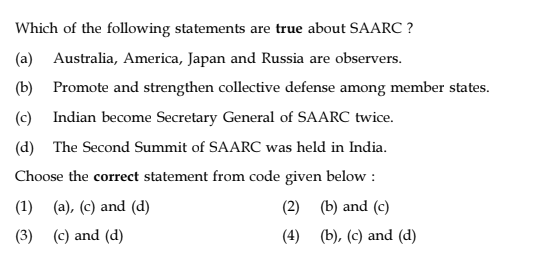 Which of the following statements are true about SAARC ?
(a) Australia, America, Japan and Russia are observers.
(b) Promote and strengthen collective defense among member states.
(c) Indian become Secretary General of SAARC twice.
(d) The Second Summit of SAARC was held in India.
Choose the correct statement from code given below :
(1) (a), (c) and (d) (2) (b) and (c)
(3) (c) and (d) (4) (b), (c) and (d)